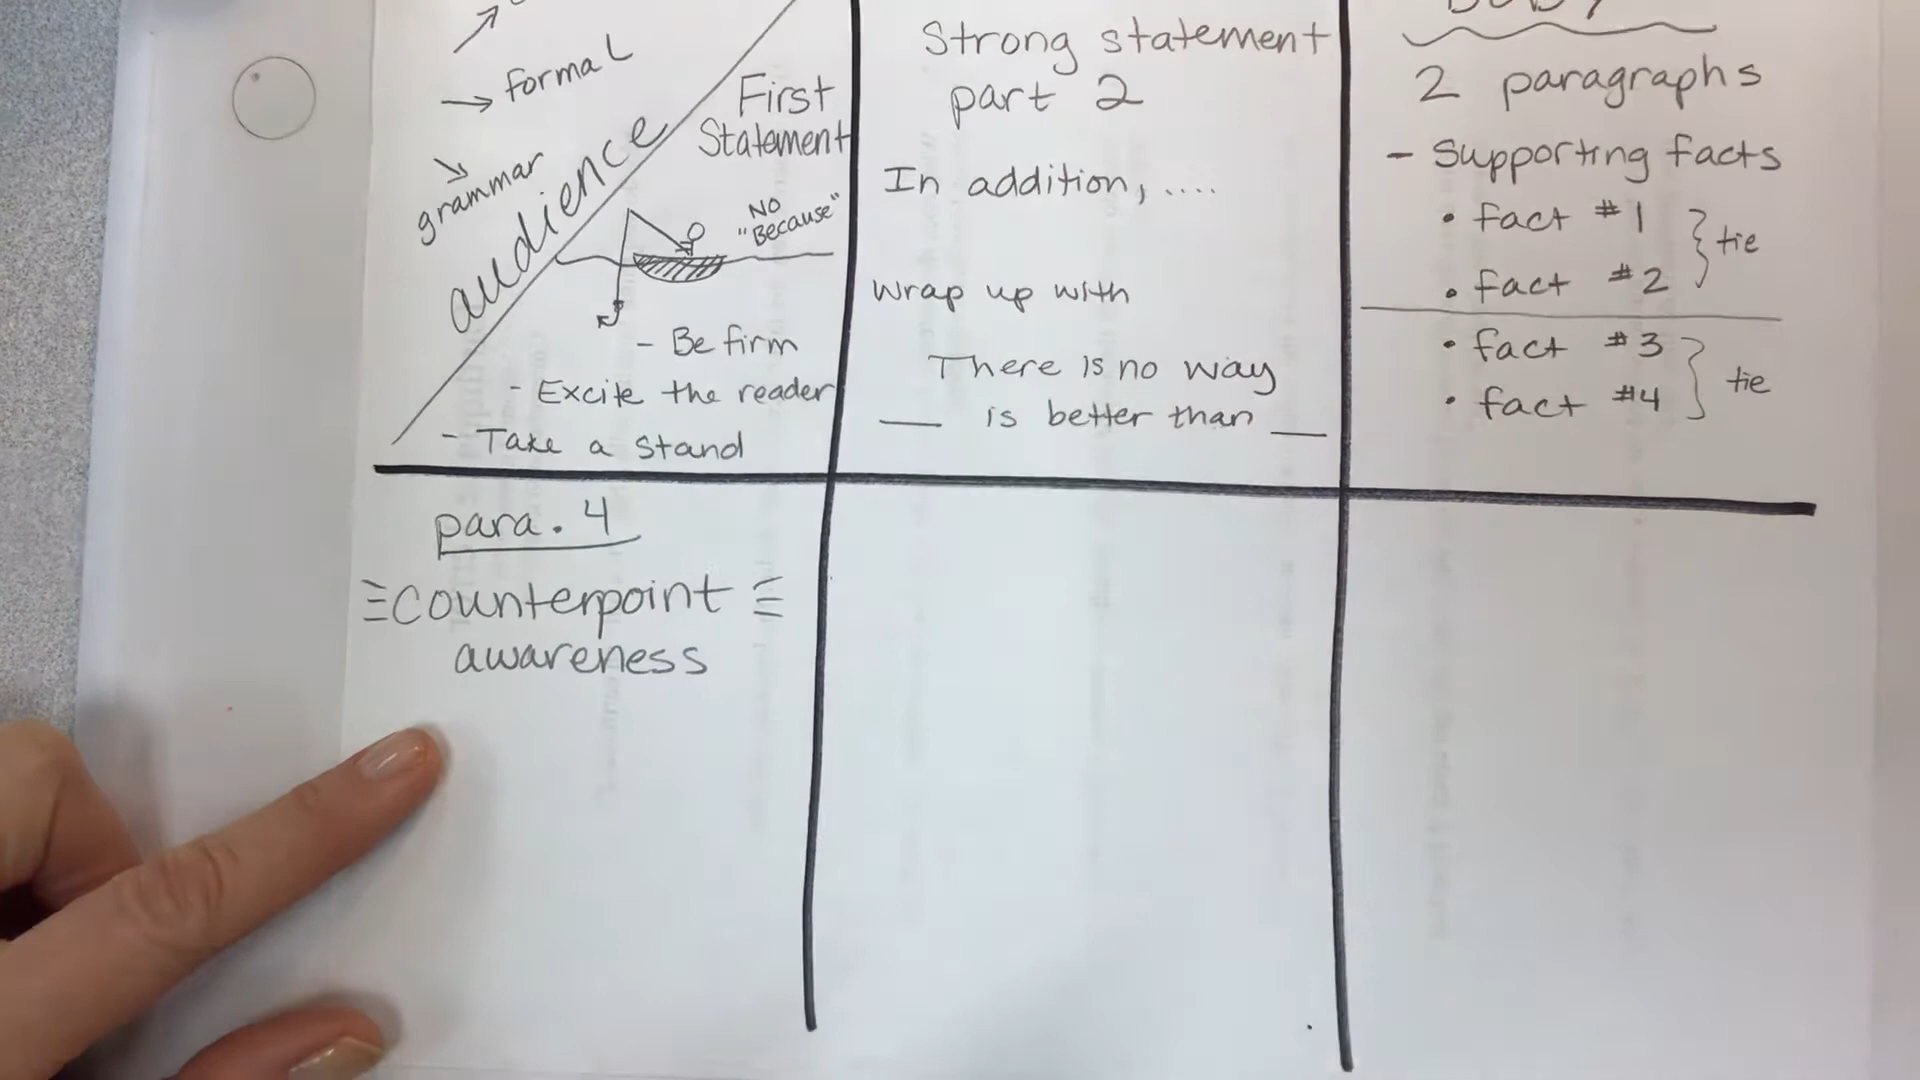 → formal
→ grammar
audience
First
Statement
NO
"Because"
- Be firm
- Excite the reader
- Take a stand
Strong statement
part 2
In addition, ....
wrap up with
There is no way
__ is better than __
2 paragraphs
- Supporting facts
• fact #1
• fact #2
} tie
• fact #3
• fact #4
} tie
para. 4
counterpoint
awareness